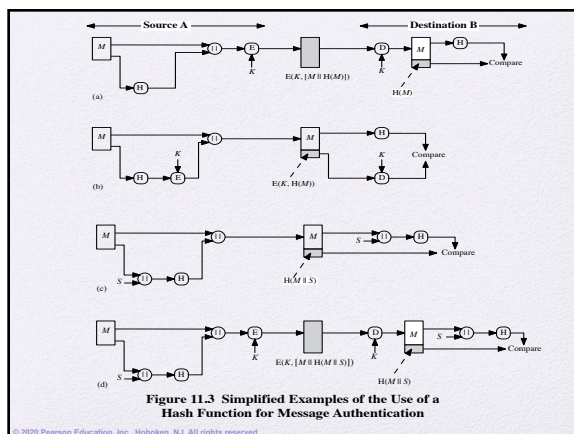 Source A
Destination B
M
||
E
K
H
E(K, [M || H(M)])
D
K
M
H
Compare
H(M)
(a)
M
||
K
H
E
E(K, H(M))
M
H
K
D
Compare
(b)
M
||
S
||
H
H(M || S)
M
S
||
H
Compare
(c)
M
||
E
K
S
||
H
E(K, [M || H(M || S)])
D
K
M
S
||
H
Compare
H(M || S)
(d)
Figure 11.3 Simplified Examples of the Use of a
Hash Function for Message Authentication
© 2020 Pearson Education, Inc., Hoboken, NJ. All rights reserved.